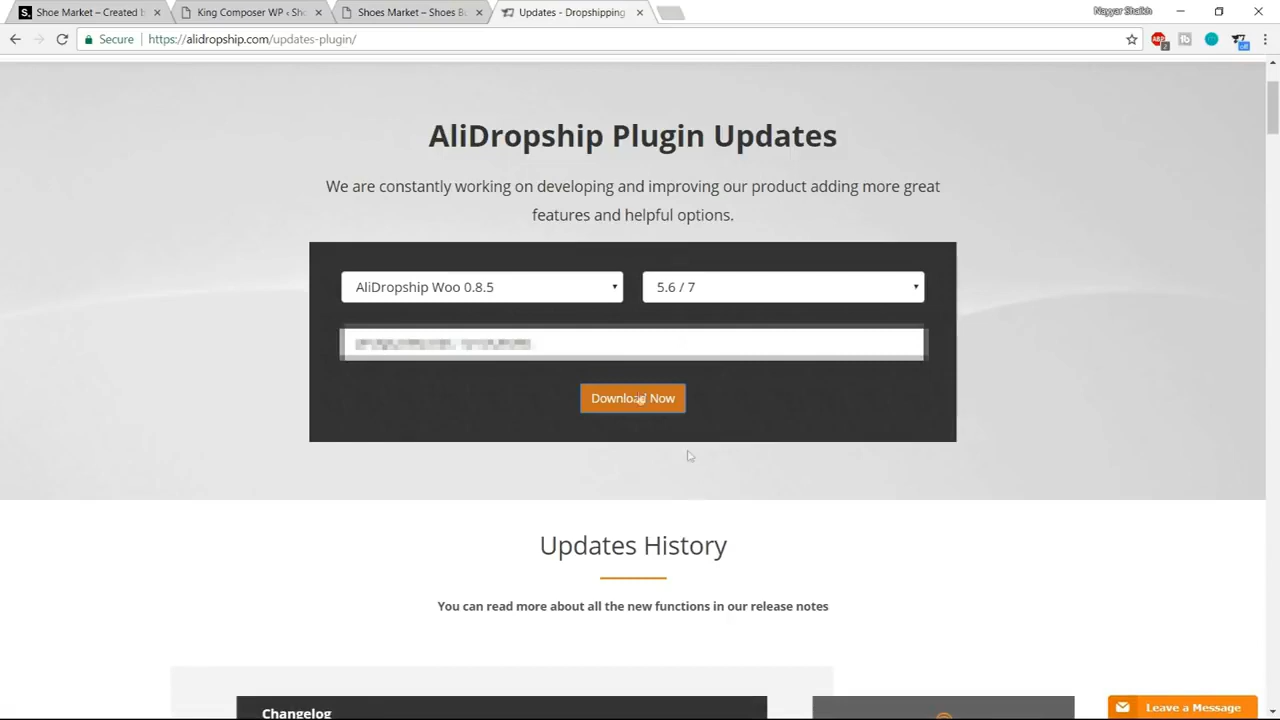 Shoe Market – Created b
King Composer WP ‹ Sho
Shoes Market – Shoes Bu
Updates - Dropshipping
Nayyar Shaikh
Secure
https://alidropship.com/updates-plugin/
AliDropship Plugin Updates
We are constantly working on developing and improving our product adding more great
features and helpful options.
AliDropship Woo 0.8.5
5.6 / 7
Download Now
Updates History
You can read more about all the new functions in our release notes
Changelog
Leave a Message